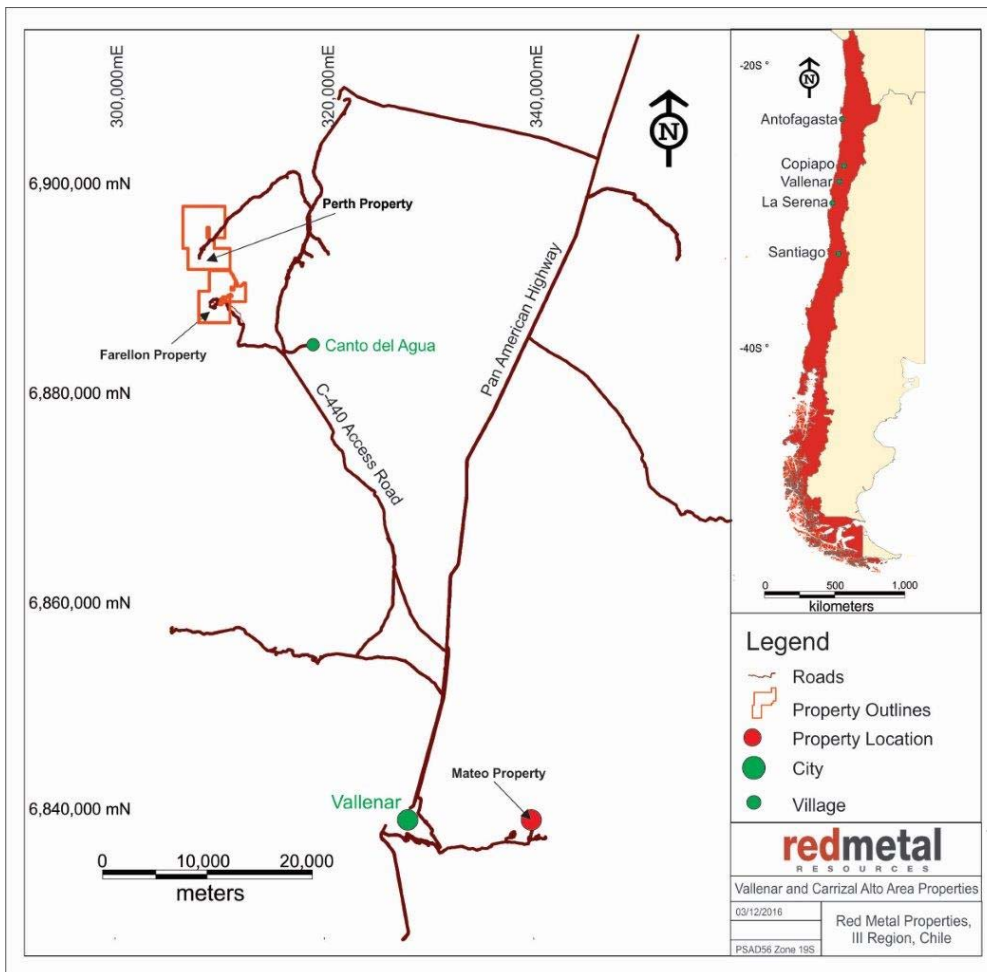 300,000mE
320,000mE
340,000mE
N
6,900,000 mN
Perth Property
Farellon Property
Canto del Agua
6,880,000 mN
C-440 Access Road
Pan American Highway
6,860,000 mN
6,840,000 mN
Vallenar
Mateo Property
0 10,000 20,000
meters
-20S °
N
Antofagasta
Copiapo
Vallenar
La Serena
Santiago
-40S °
0 500 1,000
kilometers
Legend
Roads
Property Outlines
Property Location
City
Village
redmetal
RESOURCES
Vallenar and Carrizal Alto Area Properties
03/12/2016
Red Metal Properties,
III Region, Chile
PSAD56 Zone 19S